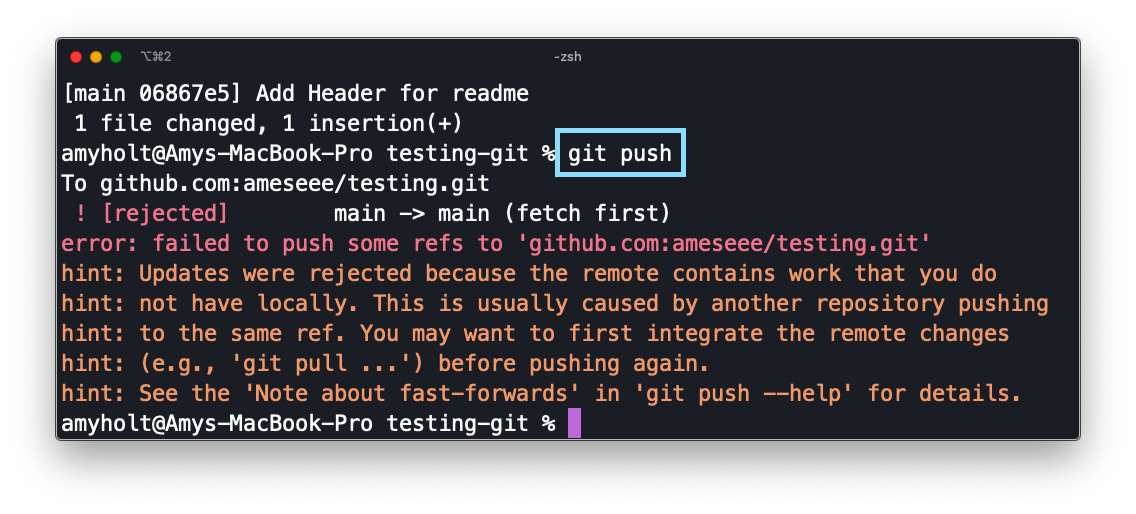 ⌥⌘2
-zsh
[main 06867e5] Add Header for readme
 1 file changed, 1 insertion(+)
amyholt@Amys-MacBook-Pro testing-git % git push
To github.com:ameseee/testing.git
 ! [rejected]        main -> main (fetch first)
error: failed to push some refs to 'github.com:ameseee/testing.git'
hint: Updates were rejected because the remote contains work that you do
hint: not have locally. This is usually caused by another repository pushing
hint: to the same ref. You may want to first integrate the remote changes
hint: (e.g., 'git pull ...') before pushing again.
hint: See the 'Note about fast-forwards' in 'git push --help' for details.
amyholt@Amys-MacBook-Pro testing-git %